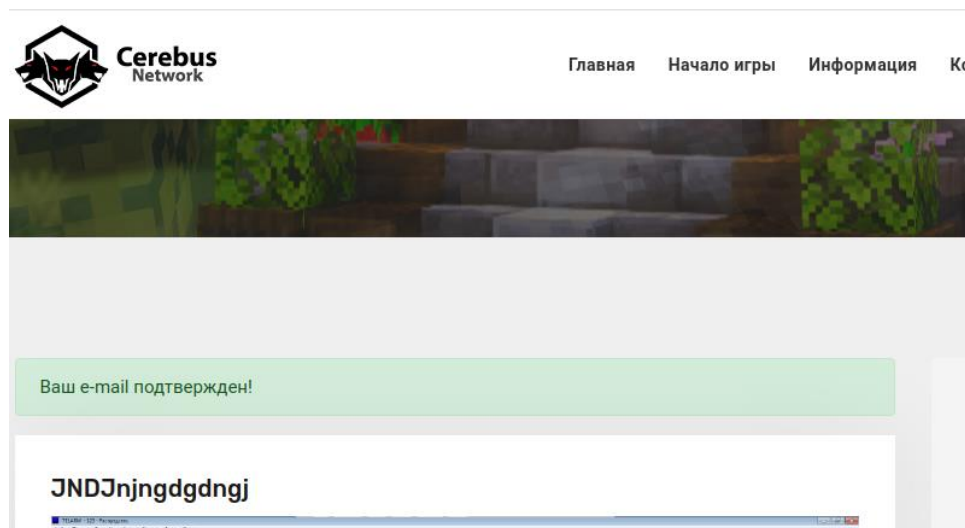 Cerebus
Network
Главная Начало игры Информация
Ваш e-mail подтвержден!
JNDJnjngdgdngj